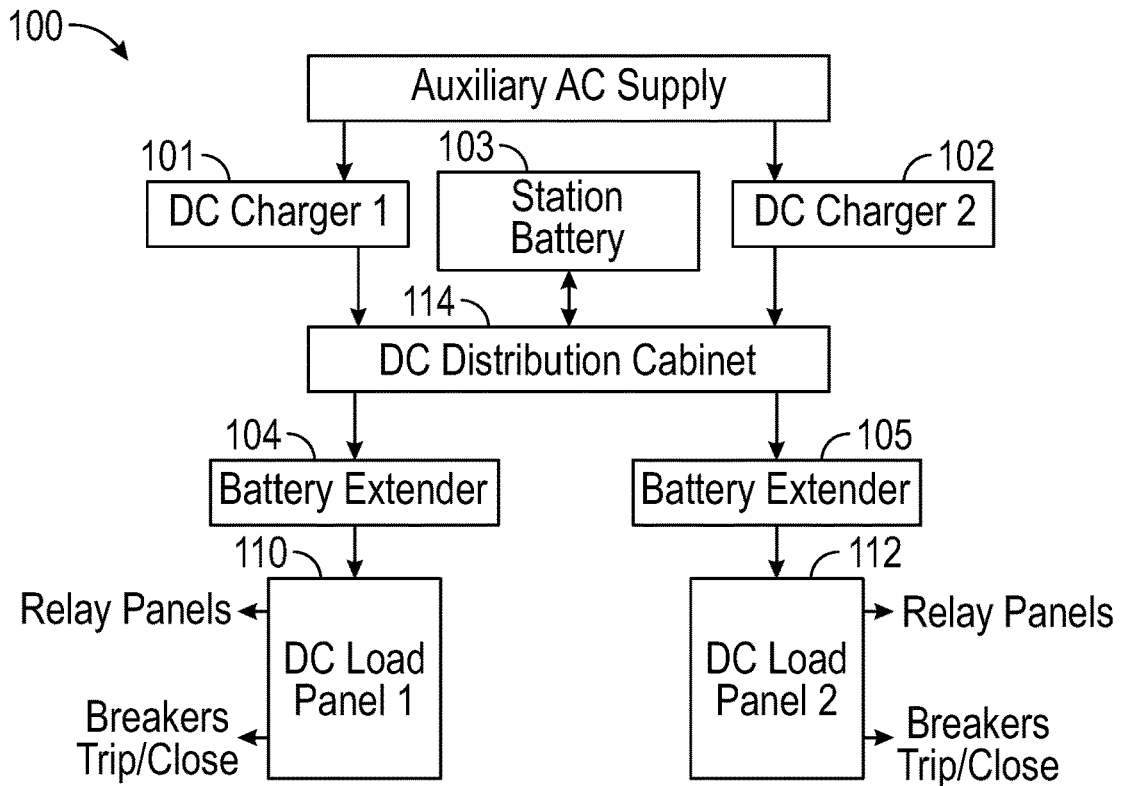 100
Auxiliary AC Supply
101
103
102
DC Charger 1
Station
Battery
DC Charger 2
114
DC Distribution Cabinet
104
105
Battery Extender
Battery Extender
110
112
Relay Panels
Relay Panels
DC Load
Panel 1
DC Load
Panel 2
Breakers
Trip/Close
Breakers
Trip/Close